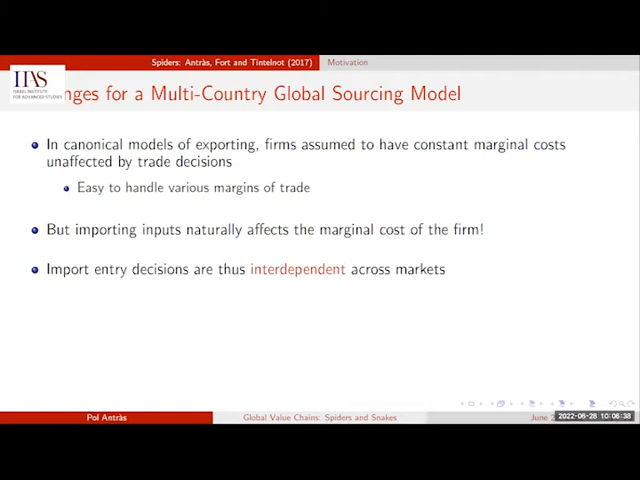 Spiders: Antràs, Fort and Tintelnot (2017) Motivation
IIAS
ISRAEL INSTITUTE
FOR ADVANCED STUDIES
nges for a Multi-Country Global Sourcing Model
In canonical models of exporting, firms assumed to have constant marginal costs
unaffected by trade decisions
Easy to handle various margins of trade
But importing inputs naturally affects the marginal cost of the firm!
Import entry decisions are thus interdependent across markets
Pol Antràs Global Value Chains: Spiders and Snakes June 2
2022-06-28 10:06:38